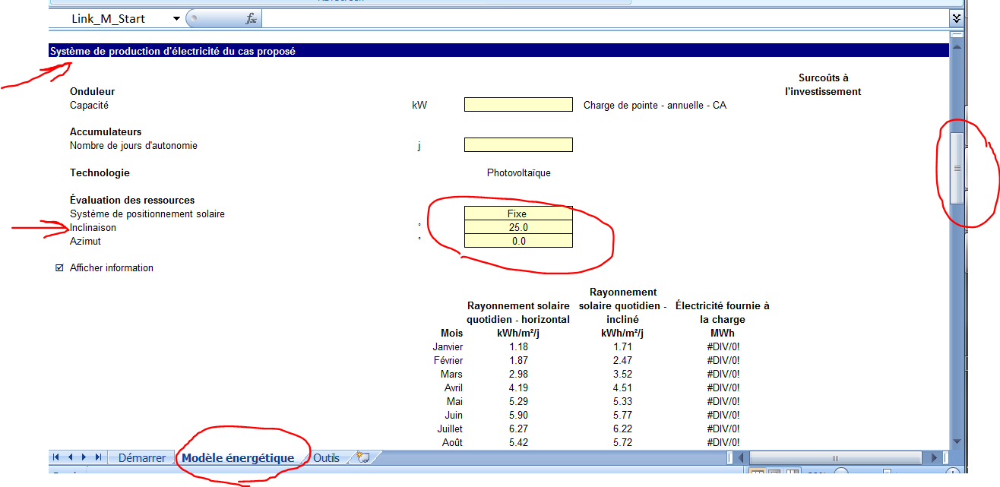 Link_M_Start fx
Système de production d'électricité du cas proposé
Surcoûts à
l'investissement
Onduleur
Capacité kW Charge de pointe - annuelle - CA
Accumulateurs
Nombre de jours d'autonomie j
Technologie Photovoltaïque
Évaluation des ressources
Système de positionnement solaire Fixe
Inclinaison ° 25.0
Azimut ° 0.0
Afficher information
Rayonnement
Rayonnement solaire solaire quotidien - Électricité fournie à
quotidien - horizontal incliné la charge
Mois kWh/m²/j kWh/m²/j MWh
Janvier 1.18 1.71 #DIV/0!
Février 1.87 2.47 #DIV/0!
Mars 2.98 3.52 #DIV/0!
Avril 4.19 4.51 #DIV/0!
Mai 5.29 5.33 #DIV/0!
Juin 5.90 5.77 #DIV/0!
Juillet 6.27 6.22 #DIV/0!
Août 5.42 5.72 #DIV/0!
Démarrer Modèle énergétique Outils